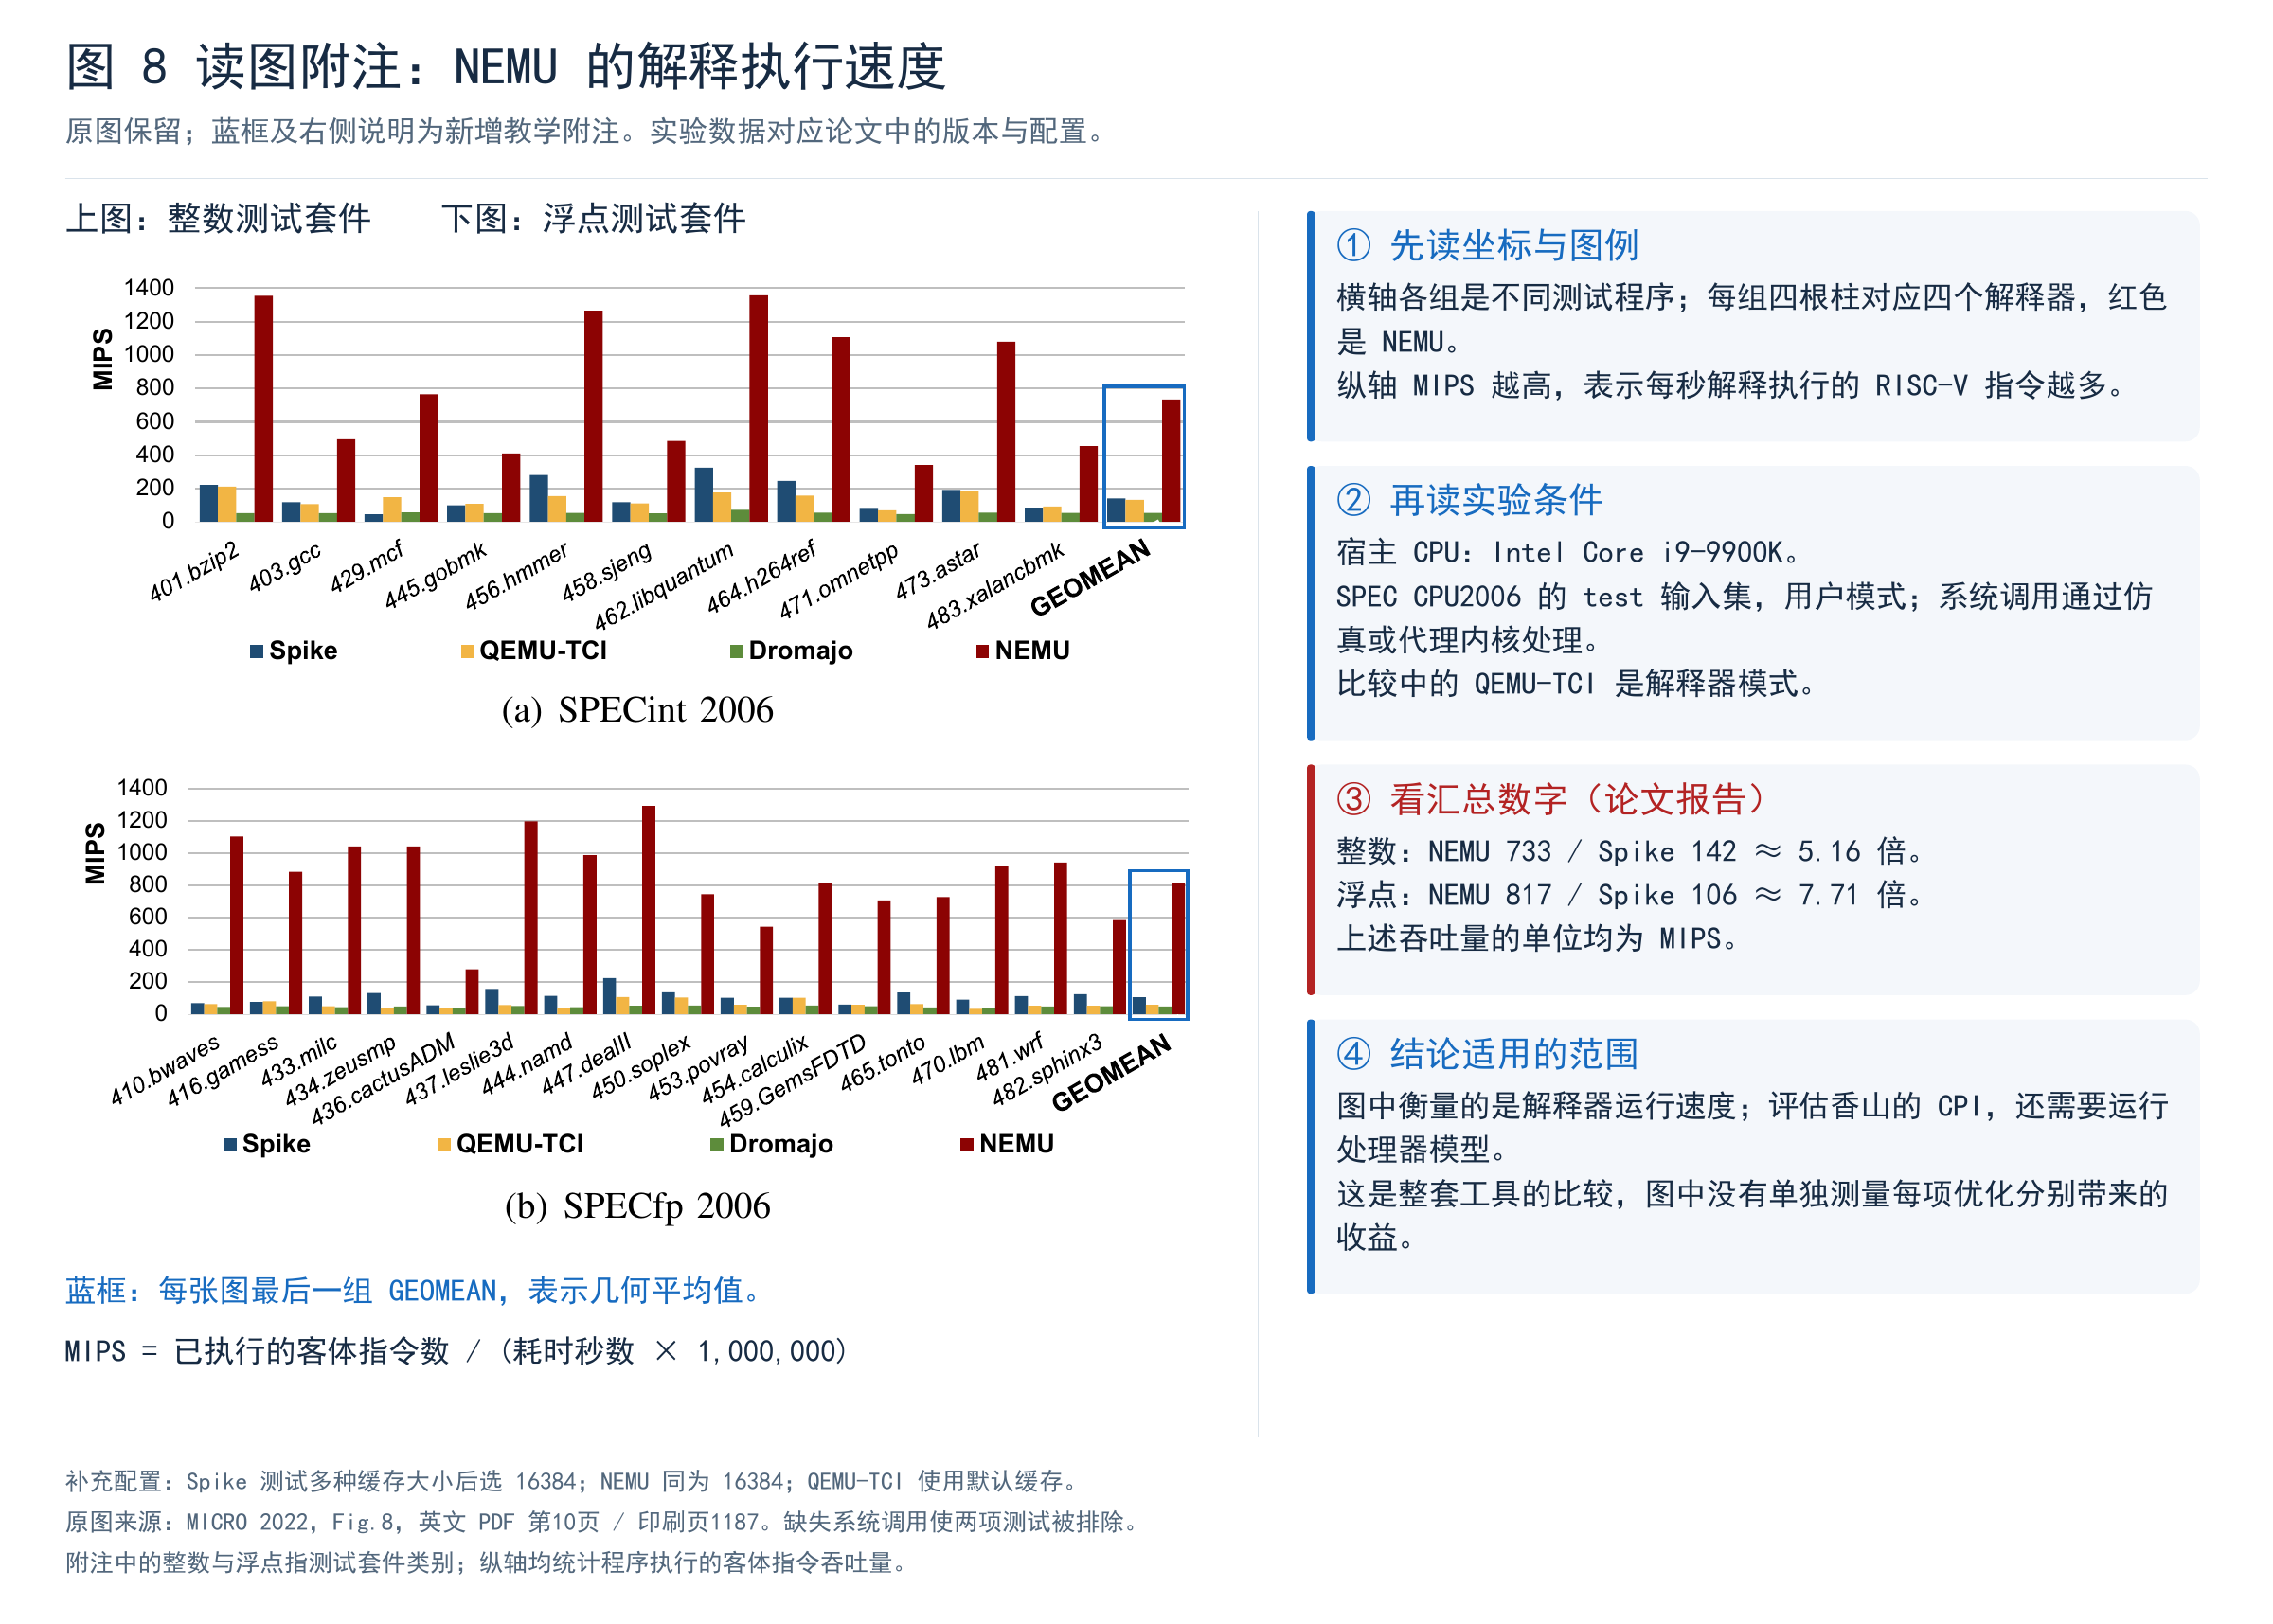 图 8 读图附注：NEMU 的解释执行速度
原图保留；蓝框及右侧说明为新增教学附注。实验数据对应论文中的版本与配置。
上图：整数测试套件 下图：浮点测试套件
MIPS
1400
1200
1000
800
600
400
200
0
401.bzip2
403.gcc
429.mcf
445.gobmk
456.hmmer
458.sjeng
462.libquantum
464.h264ref
471.omnetpp
473.astar
483.xalancbmk
GEOMEAN
Spike QEMU-TCI Dromajo NEMU
(a) SPECint 2006
MIPS
1400
1200
1000
800
600
400
200
0
410.bwaves
416.gamess
433.milc
434.zeusmp
436.cactusADM
437.leslie3d
444.namd
447.dealII
450.soplex
453.povray
454.calculix
459.GemsFDTD
465.tonto
470.lbm
481.wrf
482.sphinx3
GEOMEAN
Spike QEMU-TCI Dromajo NEMU
(b) SPECfp 2006
蓝框：每张图最后一组 GEOMEAN，表示几何平均值。
MIPS = 已执行的客体指令数 / (耗时秒数 × 1,000,000)
① 先读坐标与图例
横轴各组是不同测试程序；每组四根柱对应四个解释器，红色
是 NEMU。
纵轴 MIPS 越高，表示每秒解释执行的 RISC-V 指令越多。
② 再读实验条件
宿主 CPU：Intel Core i9-9900K。
SPEC CPU2006 的 test 输入集，用户模式；系统调用通过仿
真或代理内核处理。
比较中的 QEMU-TCI 是解释器模式。
③ 看汇总数字（论文报告）
整数：NEMU 733 / Spike 142 ≈ 5.16 倍。
浮点：NEMU 817 / Spike 106 ≈ 7.71 倍。
上述吞吐量的单位均为 MIPS。
④ 结论适用的范围
图中衡量的是解释器运行速度；评估香山的 CPI，还需要运行
处理器模型。
这是整套工具的比较，图中没有单独测量每项优化分别带来的
收益。
补充配置：Spike 测试多种缓存大小后选 16384；NEMU 同为 16384；QEMU-TCI 使用默认缓存。
原图来源：MICRO 2022，Fig.8，英文 PDF 第10页 / 印刷页1187。缺失系统调用使两项测试被排除。
附注中的整数与浮点指测试套件类别；纵轴均统计程序执行的客体指令吞吐量。